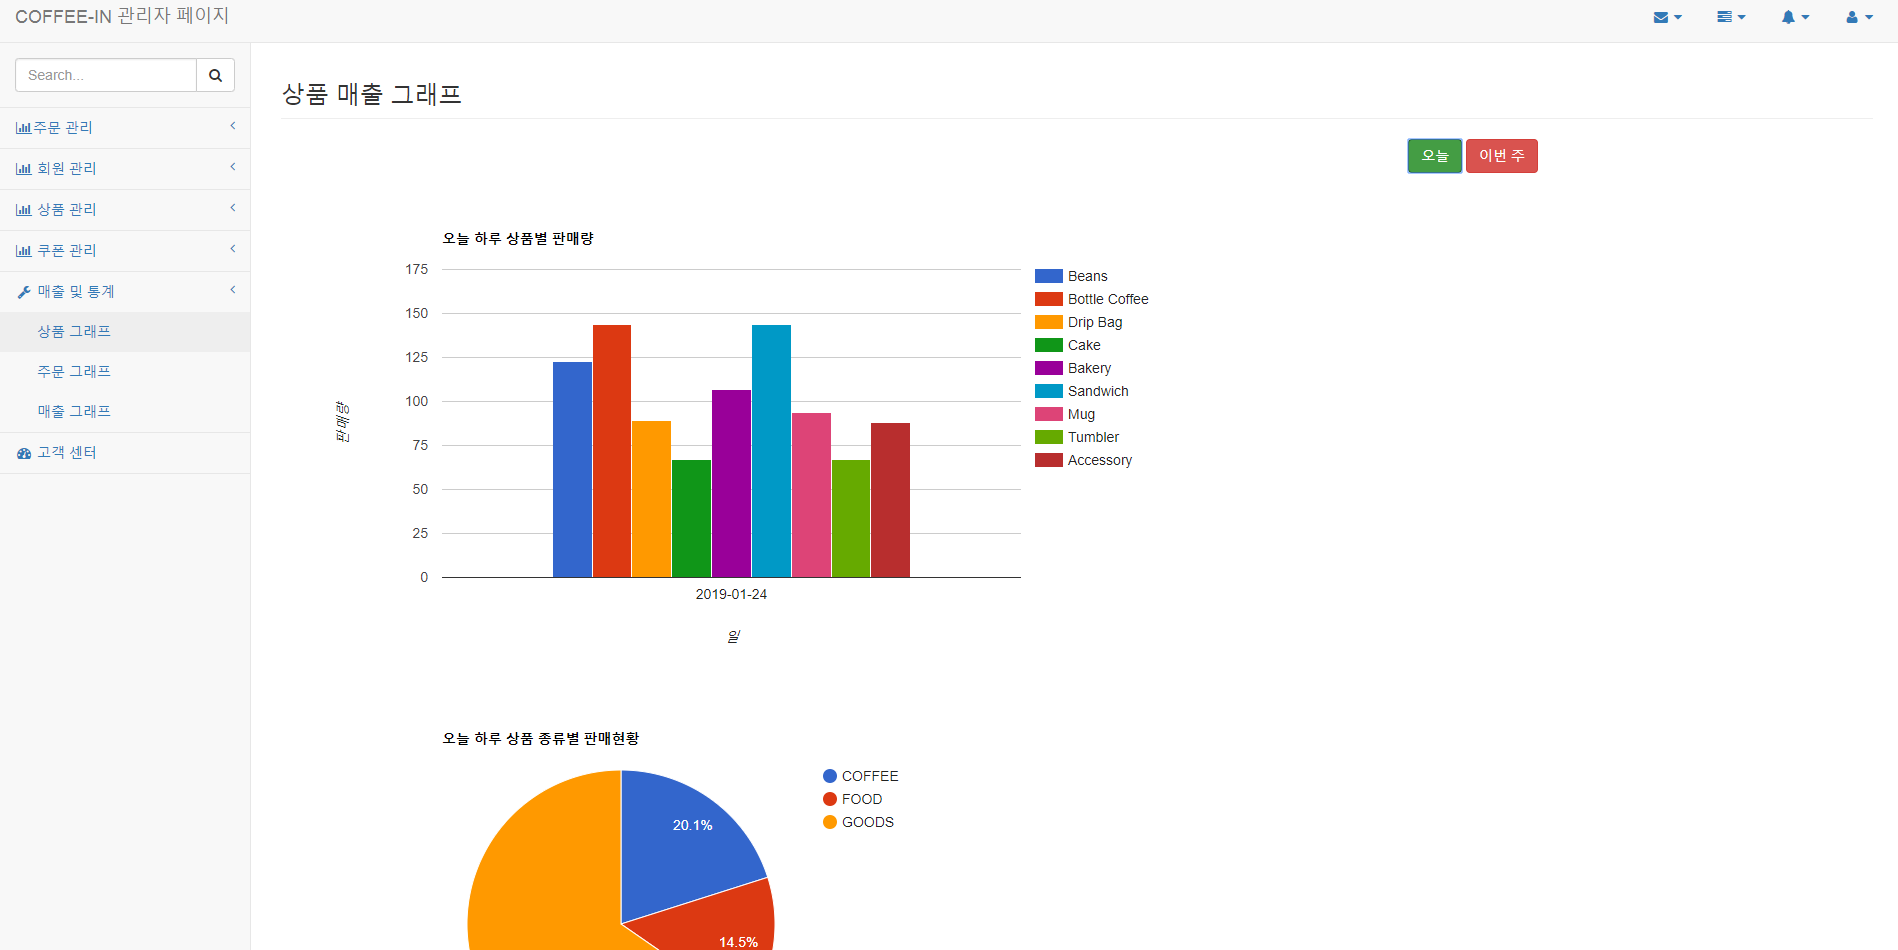 COFFEE-IN 관리자 페이지
Search...
주문 관리
회원 관리
상품 관리
쿠폰 관리
매출 및 통계
상품 그래프
주문 그래프
매출 그래프
고객 센터
상품 매출 그래프
오늘 이번 주
오늘 하루 상품별 판매량
175
150
125
100
75
50
25
0
판매량
2019-01-24
일
Beans
Bottle Coffee
Drip Bag
Cake
Bakery
Sandwich
Mug
Tumbler
Accessory
오늘 하루 상품 종류별 판매현황
20.1%
14.5%
COFFEE
FOOD
GOODS